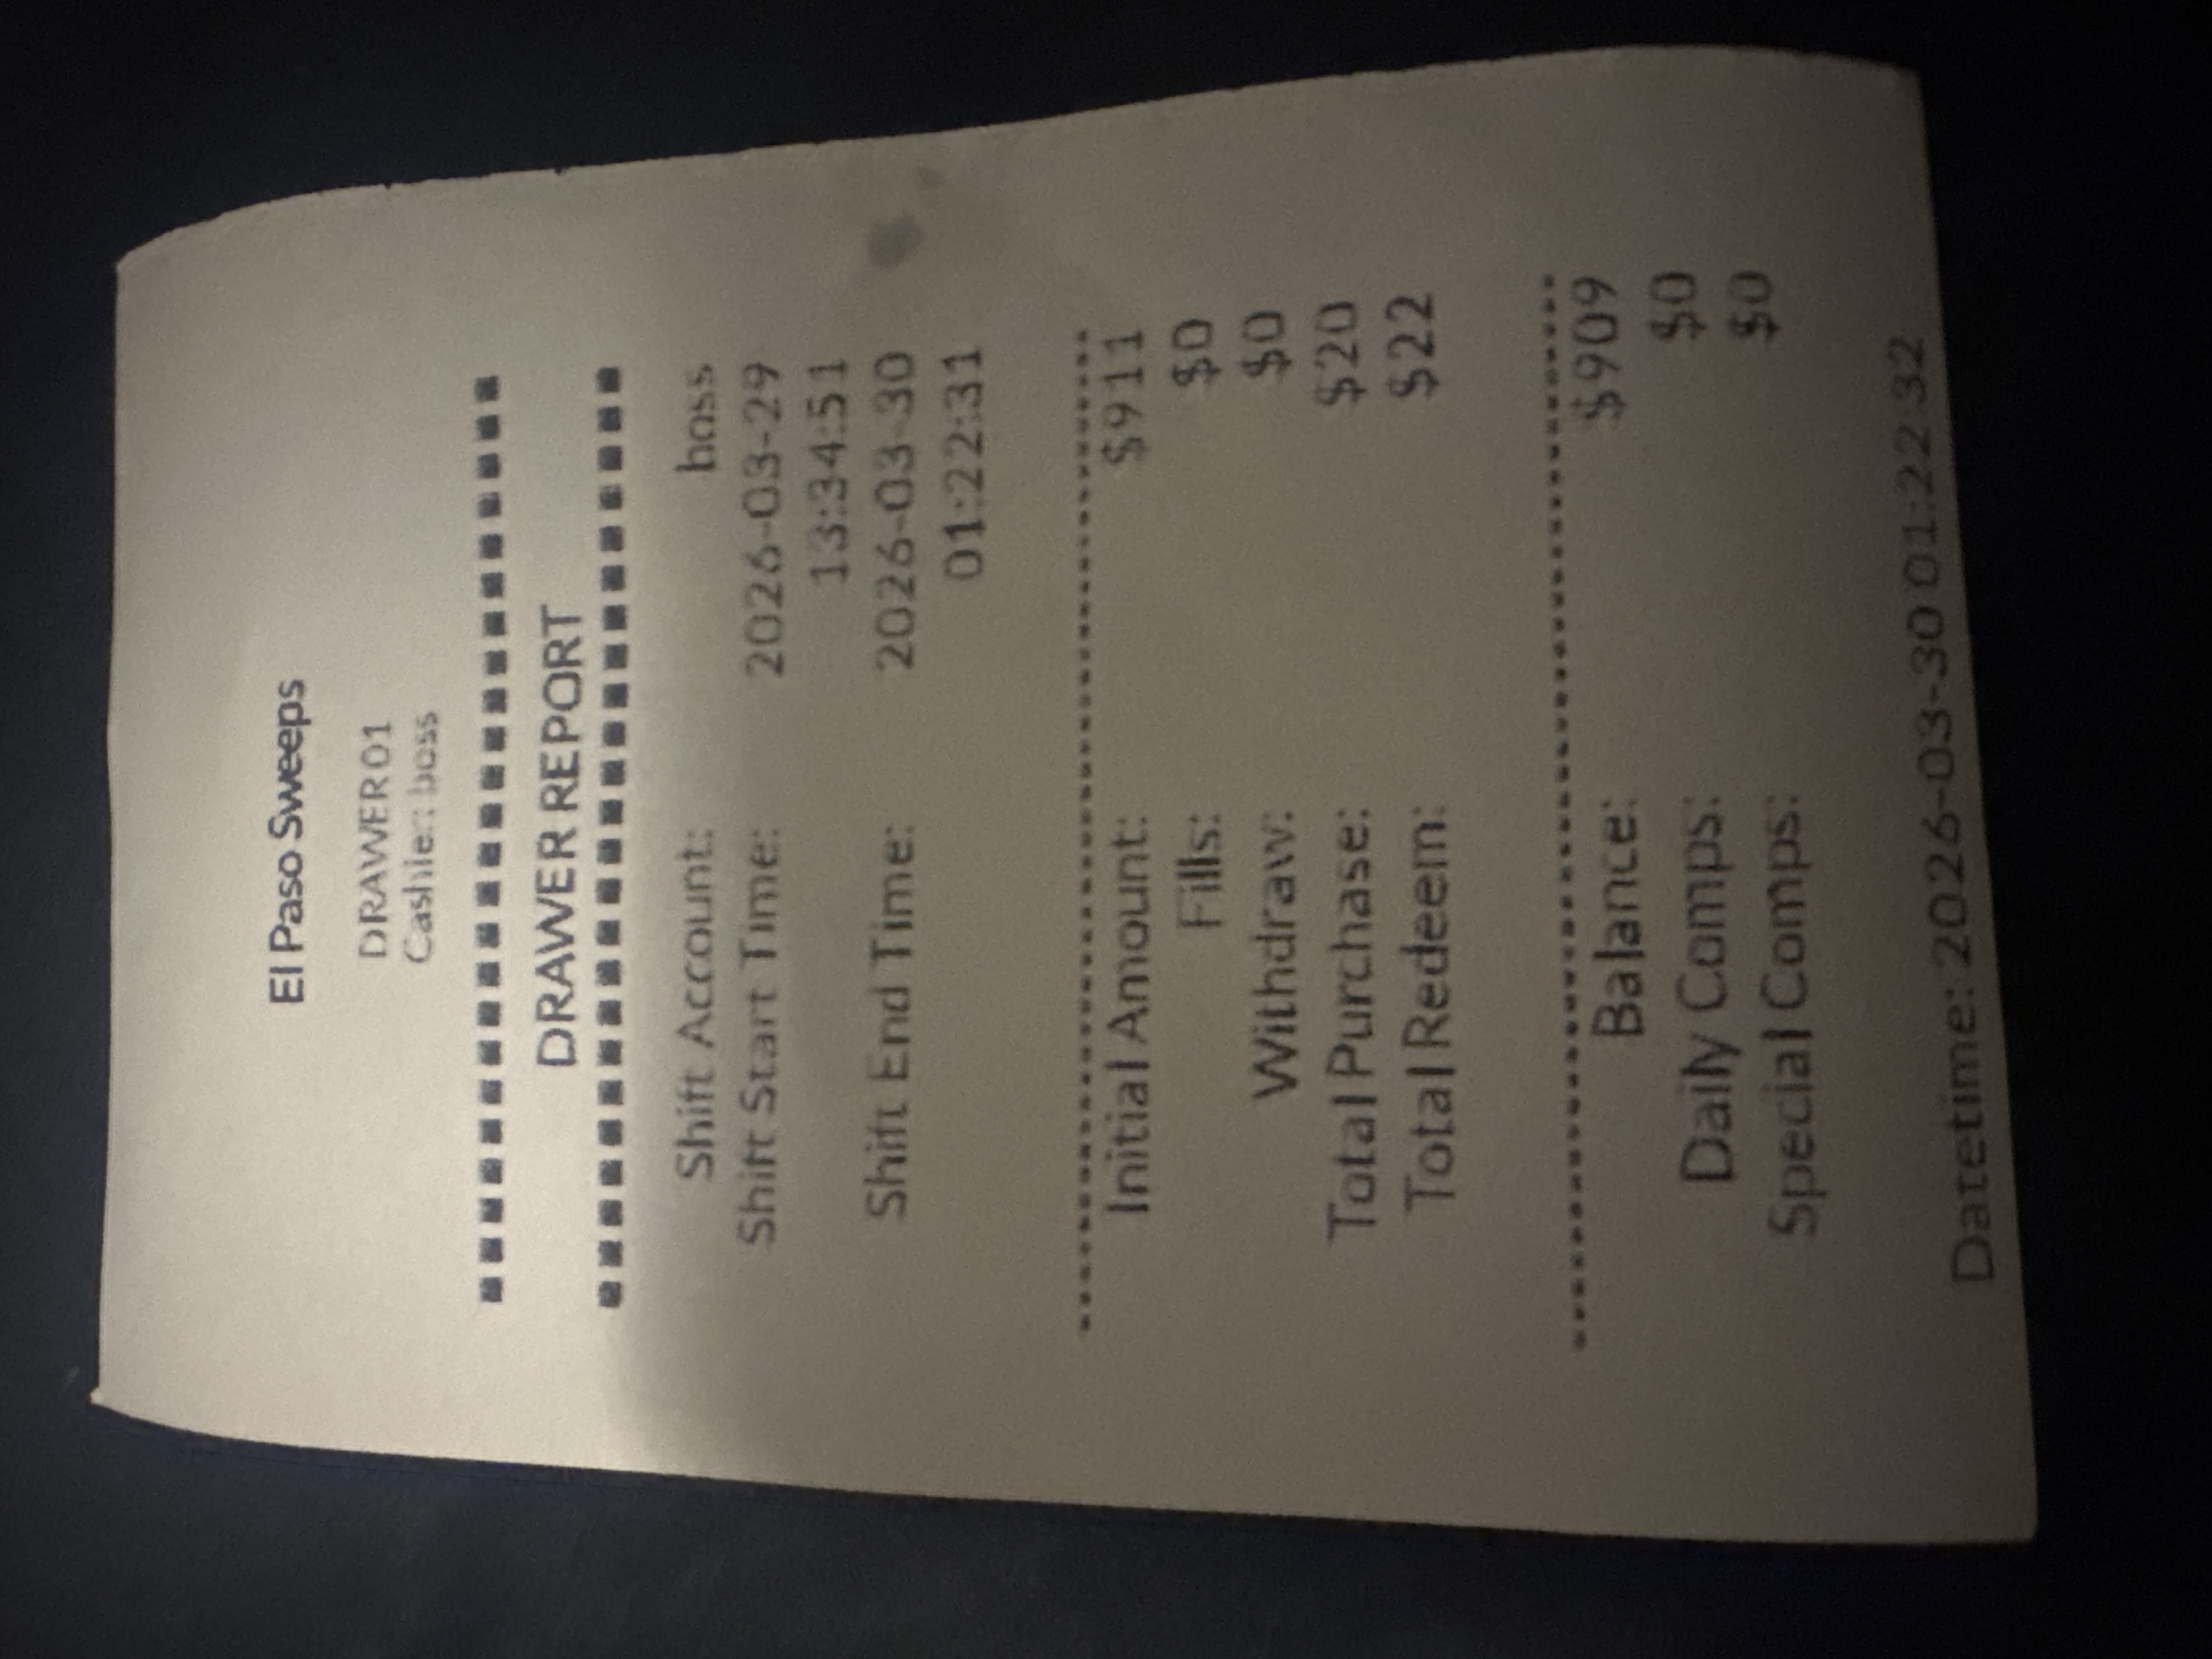 El Paso Sweeps
DRAWER01
Cashier: boss
DRAWER REPORT
Shift Account: boss
Shift Start Time: 2026-03-29
13:34:51
Shift End Time: 2026-03-30
01:22:31
Initial Amount: $911
Fills: $0
Withdraw: $0
Total Purchase: $20
Total Redeem: $22
Balance: $909
Daily Comps: $0
Special Comps: $0
Datetime: 2026-03-30 01:22:32